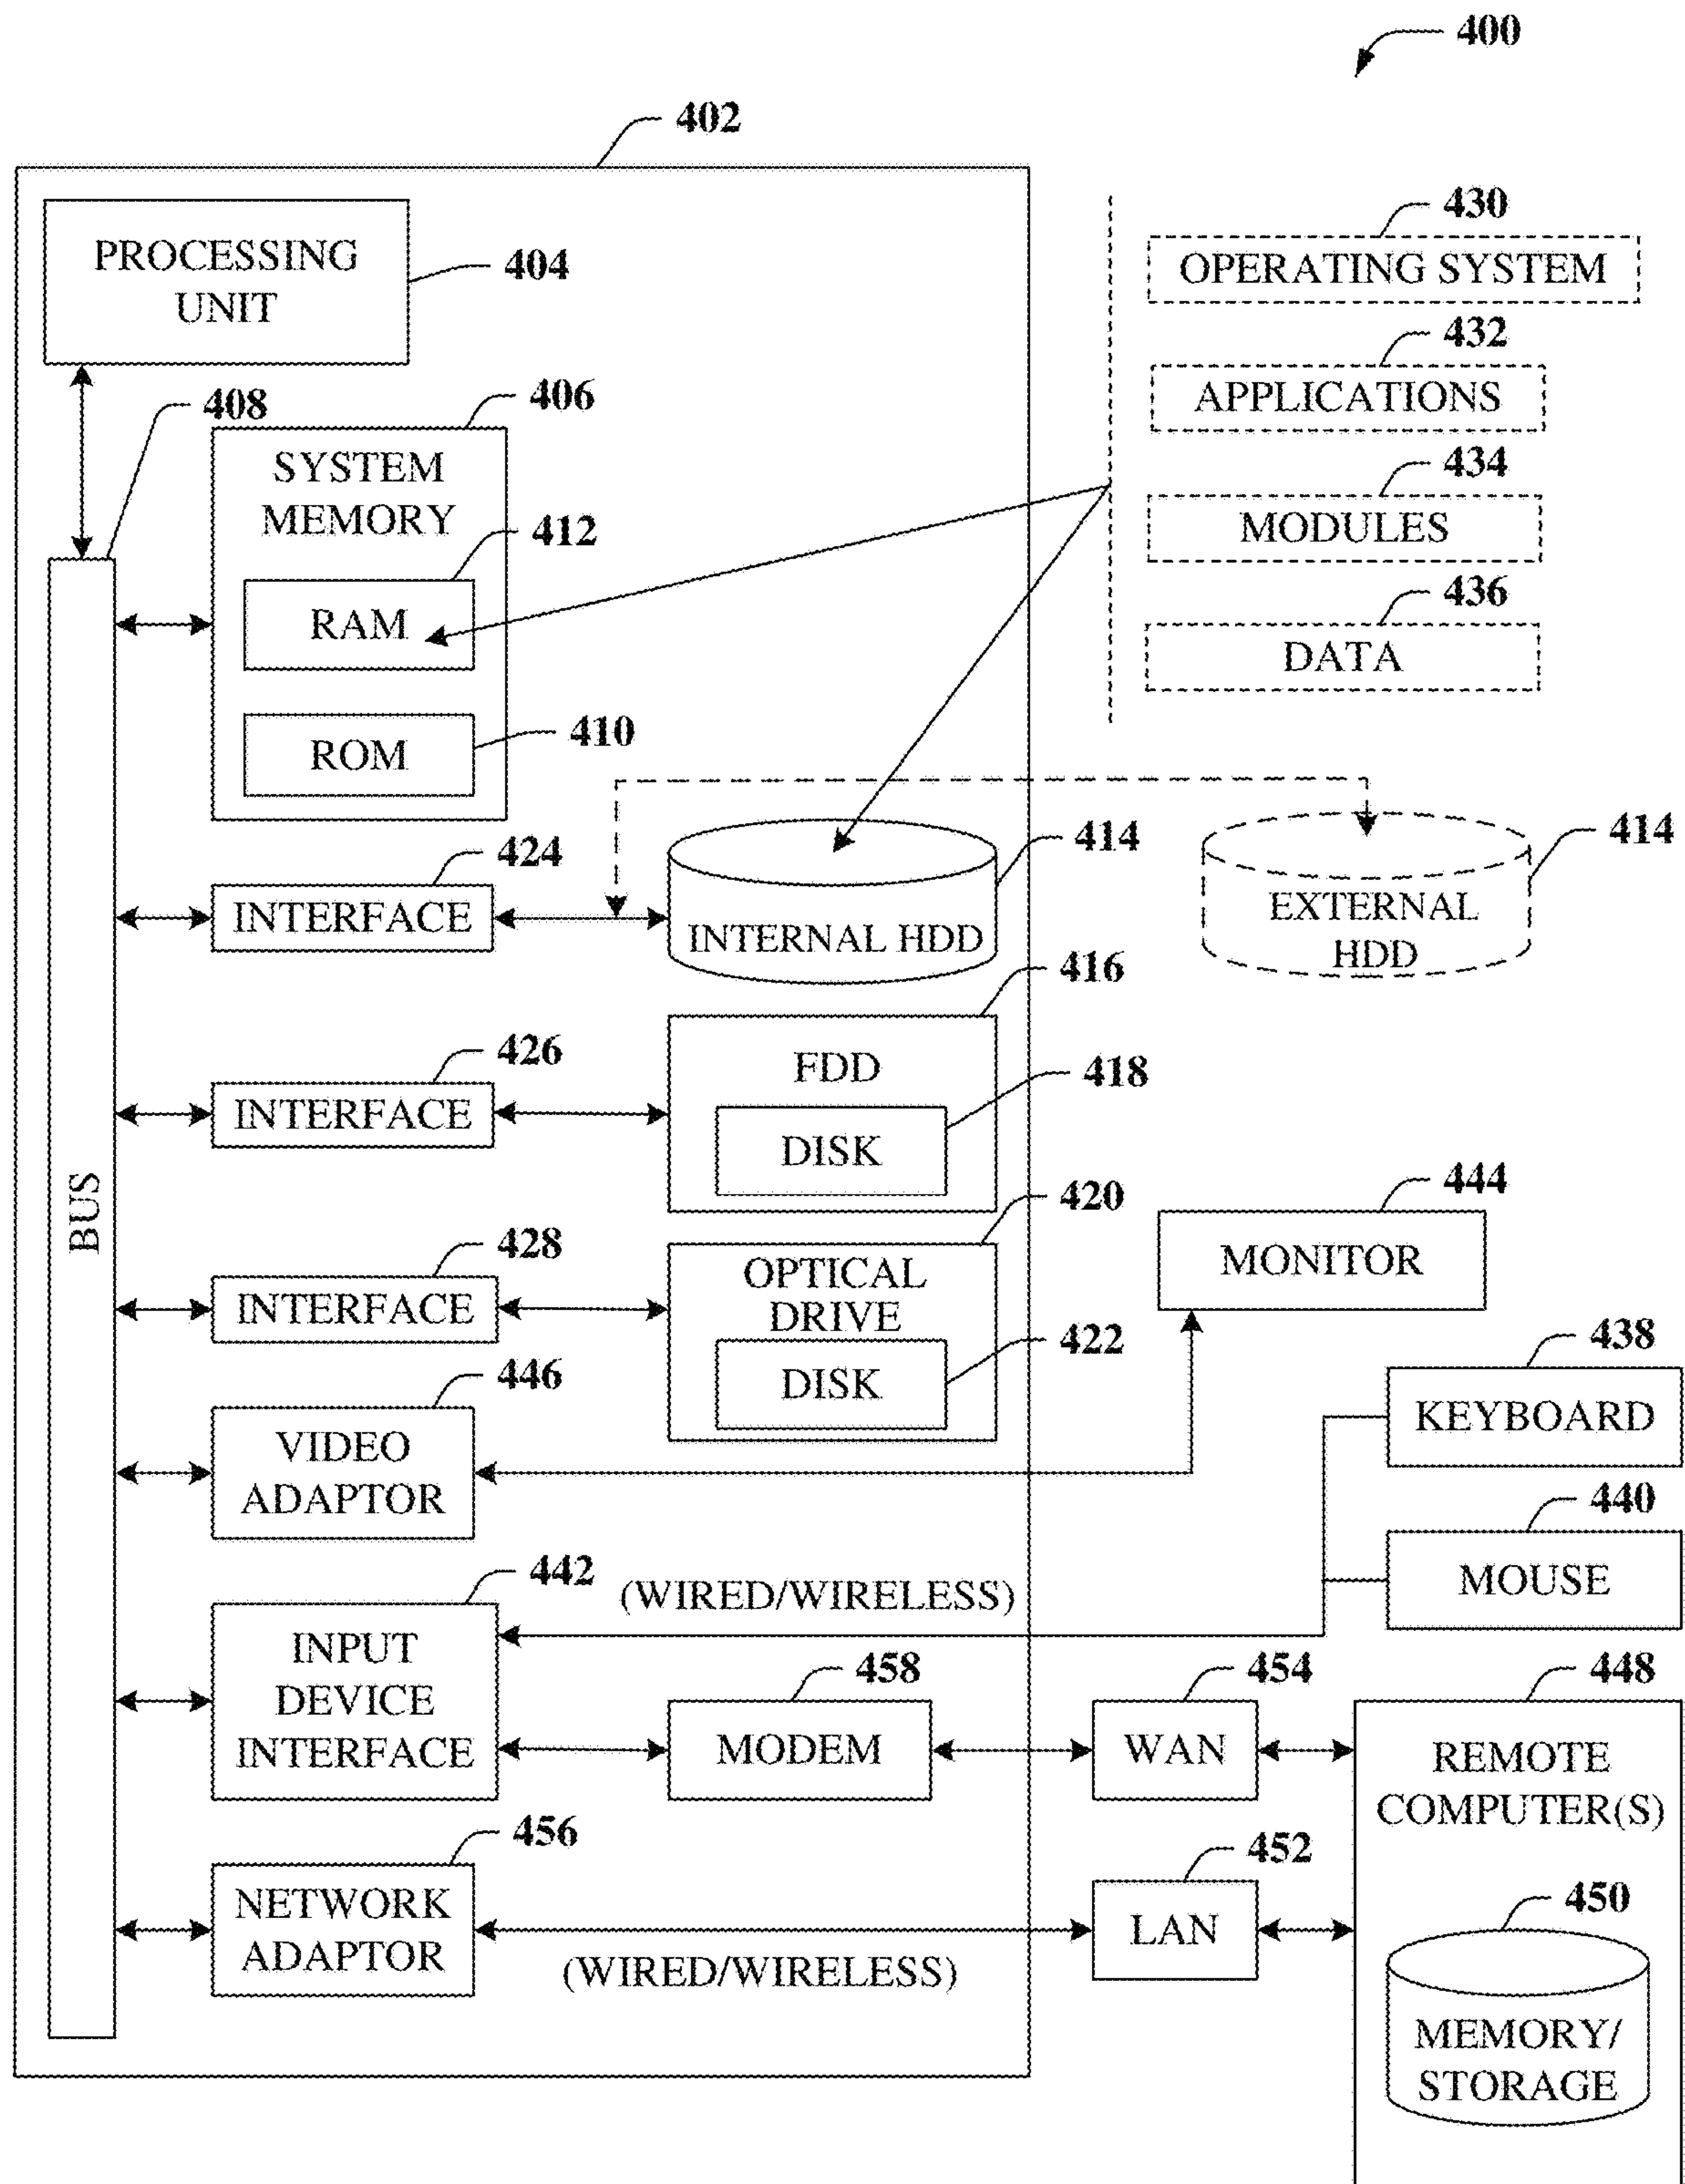 400
402
PROCESSING
UNIT
404
430
OPERATING SYSTEM
432
APPLICATIONS
434
MODULES
436
DATA
408
406
SYSTEM
MEMORY
412
RAM
410
ROM
424
INTERFACE
414
INTERNAL HDD
414
EXTERNAL
HDD
416
FDD
418
DISK
426
INTERFACE
BUS
420
OPTICAL
DRIVE
422
DISK
428
INTERFACE
444
MONITOR
446
VIDEO
ADAPTOR
438
KEYBOARD
440
MOUSE
442
(WIRED/WIRELESS)
INPUT
DEVICE
INTERFACE
458
MODEM
454
WAN
448
REMOTE
COMPUTER(S)
456
NETWORK
ADAPTOR
(WIRED/WIRELESS)
452
LAN
450
MEMORY/
STORAGE